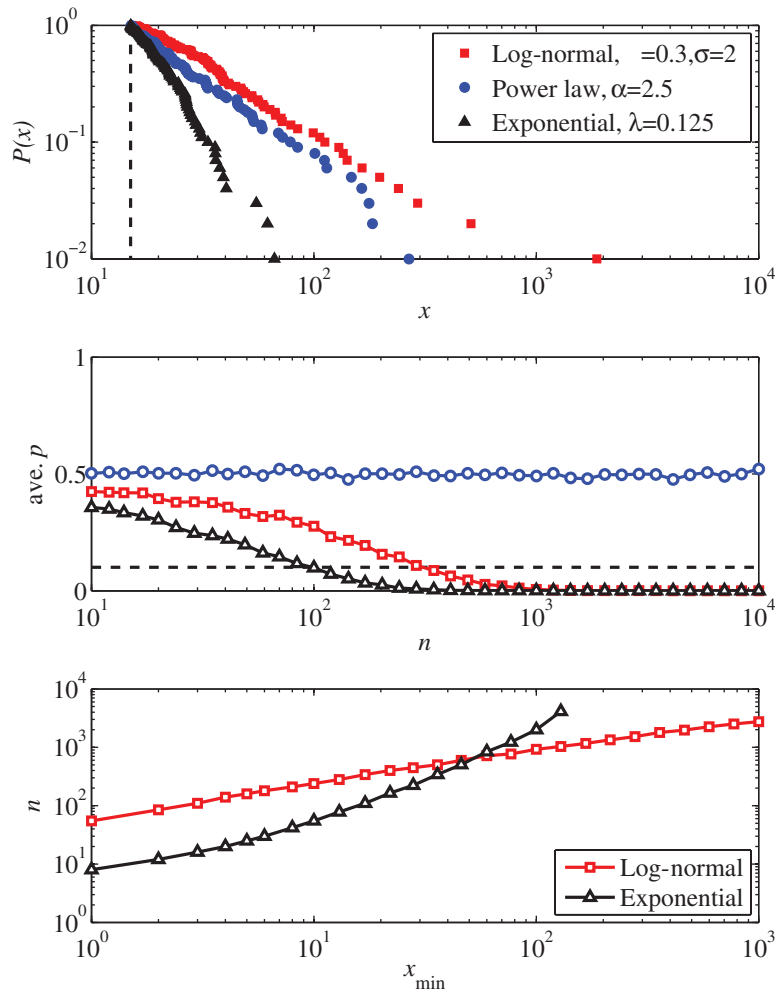 10^0
10^-1
10^-2
P(x)
Log-normal, =0.3,σ=2
Power law, α=2.5
Exponential, λ=0.125
10^1 10^2 10^3 10^4
x
1
0.5
0
ave. p
10^1 10^2 10^3 10^4
n
10^4
10^3
10^2
10^1
10^0
n
Log-normal
Exponential
10^0 10^1 10^2 10^3
x_min